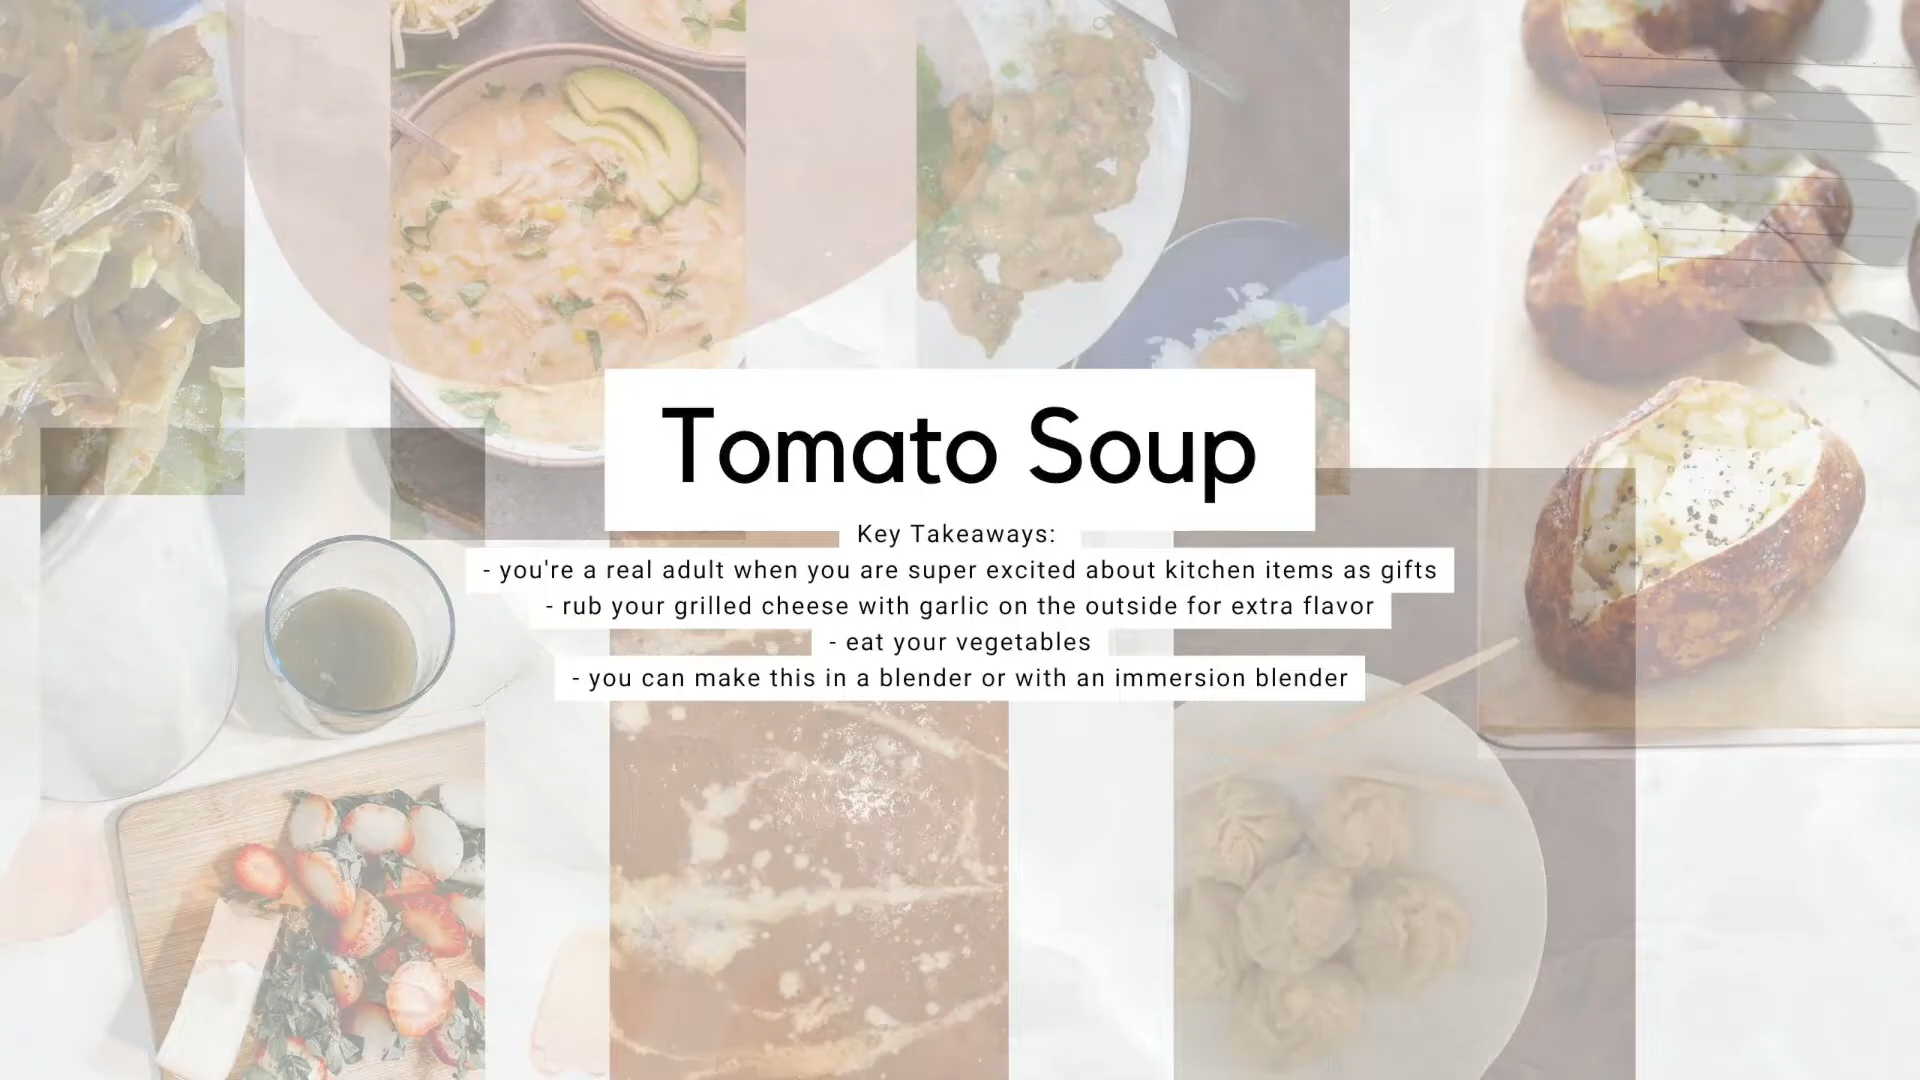 Tomato Soup
Key Takeaways:
- you're a real adult when you are super excited about kitchen items as gifts
- rub your grilled cheese with garlic on the outside for extra flavor
- eat your vegetables
- you can make this in a blender or with an immersion blender